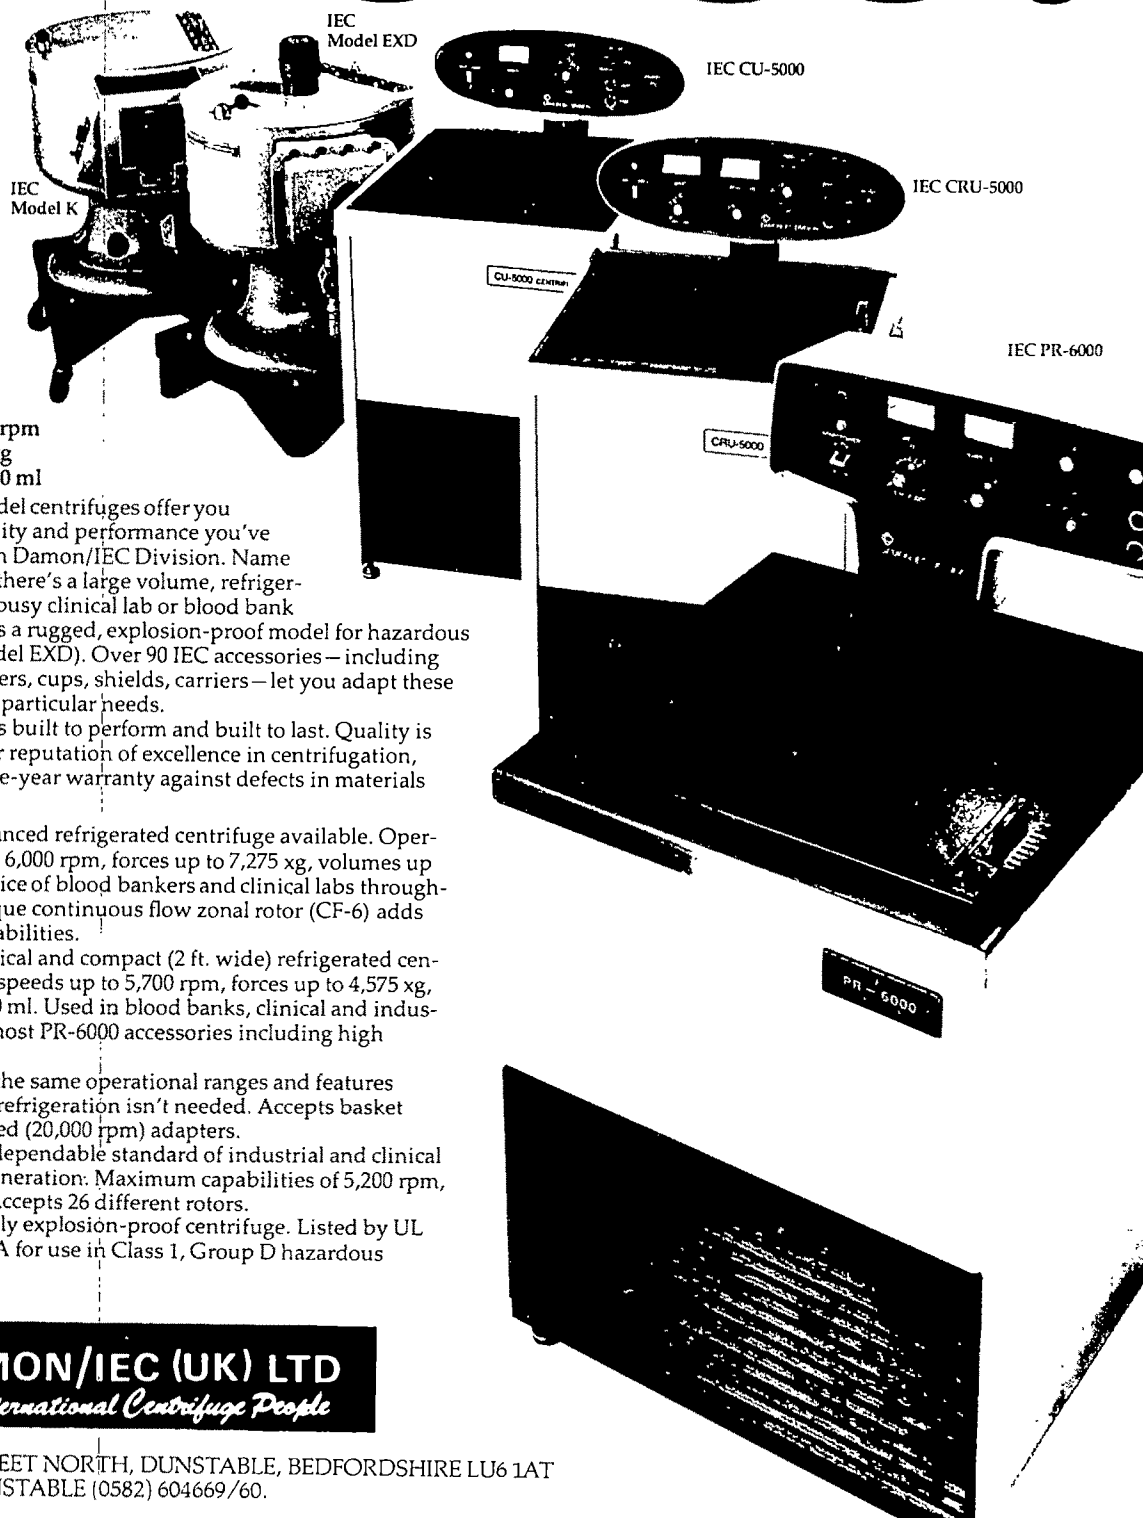 IEC
Model EXD
IEC CU-5000
IEC
Model K
IEC CRU-5000
CU-5000
IEC PR-6000
CRU-5000
rpm
g
0 ml
del centrifuges offer you
ity and performance you've
n Damon/IEC Division. Name
there's a large volume, refriger-
busy clinical lab or blood bank
s a rugged, explosion-proof model for hazardous
del EXD). Over 90 IEC accessories—including
ers, cups, shields, carriers—let you adapt these
particular needs.
s built to perform and built to last. Quality is
r reputation of excellence in centrifugation,
e-year warranty against defects in materials
nced refrigerated centrifuge available. Oper-
6,000 rpm, forces up to 7,275 xg, volumes up
ice of blood bankers and clinical labs through-
que continuous flow zonal rotor (CF-6) adds
abilities.
ical and compact (2 ft. wide) refrigerated cen-
speeds up to 5,700 rpm, forces up to 4,575 xg,
0 ml. Used in blood banks, clinical and indus-
most PR-6000 accessories including high
he same operational ranges and features
refrigeration isn't needed. Accepts basket
ed (20,000 rpm) adapters.
dependable standard of industrial and clinical
neration. Maximum capabilities of 5,200 rpm,
Accepts 26 different rotors.
ly explosion-proof centrifuge. Listed by UL
A for use in Class 1, Group D hazardous
PR-6000
MON/IEC (UK) LTD
ernational Centrifuge People
EET NORTH, DUNSTABLE, BEDFORDSHIRE LU6 1AT
NSTABLE (0582) 604669/60.